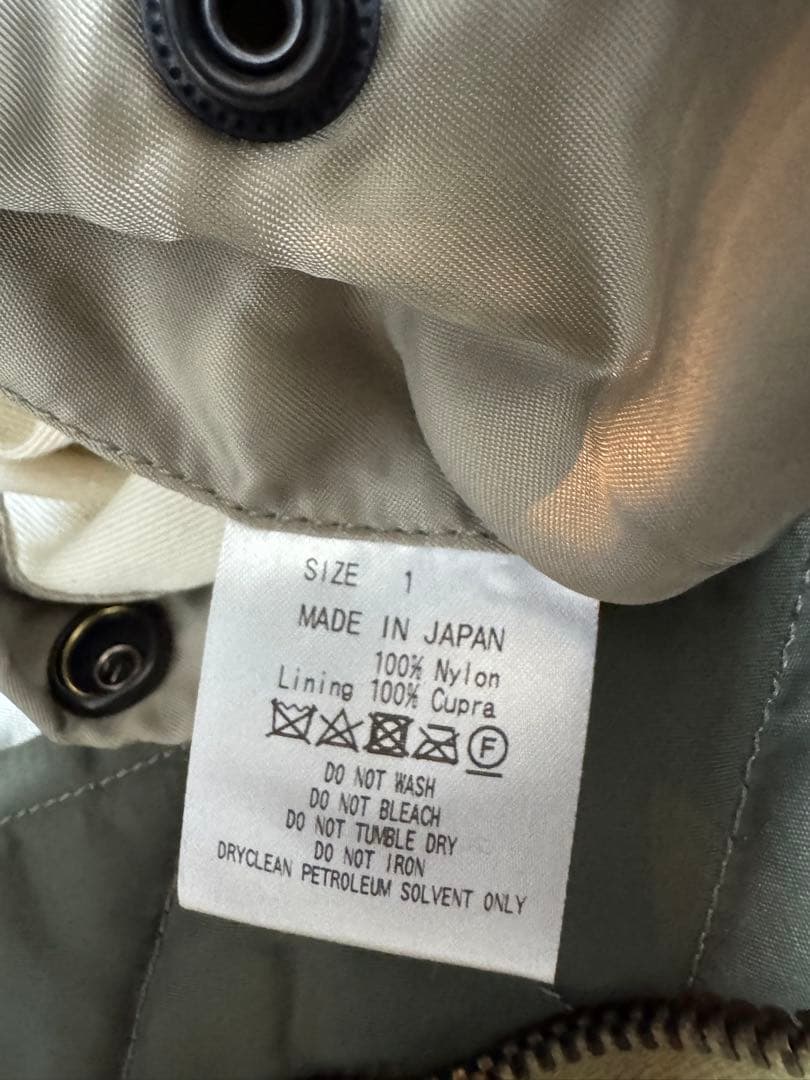 SIZE 1
MADE IN JAPAN
100% Nylon
Lining 100% Cupra
F
DO NOT WASH
DO NOT BLEACH
DO NOT TUMBLE DRY
DO NOT IRON
DRYCLEAN PETROLEUM SOLVENT ONLY